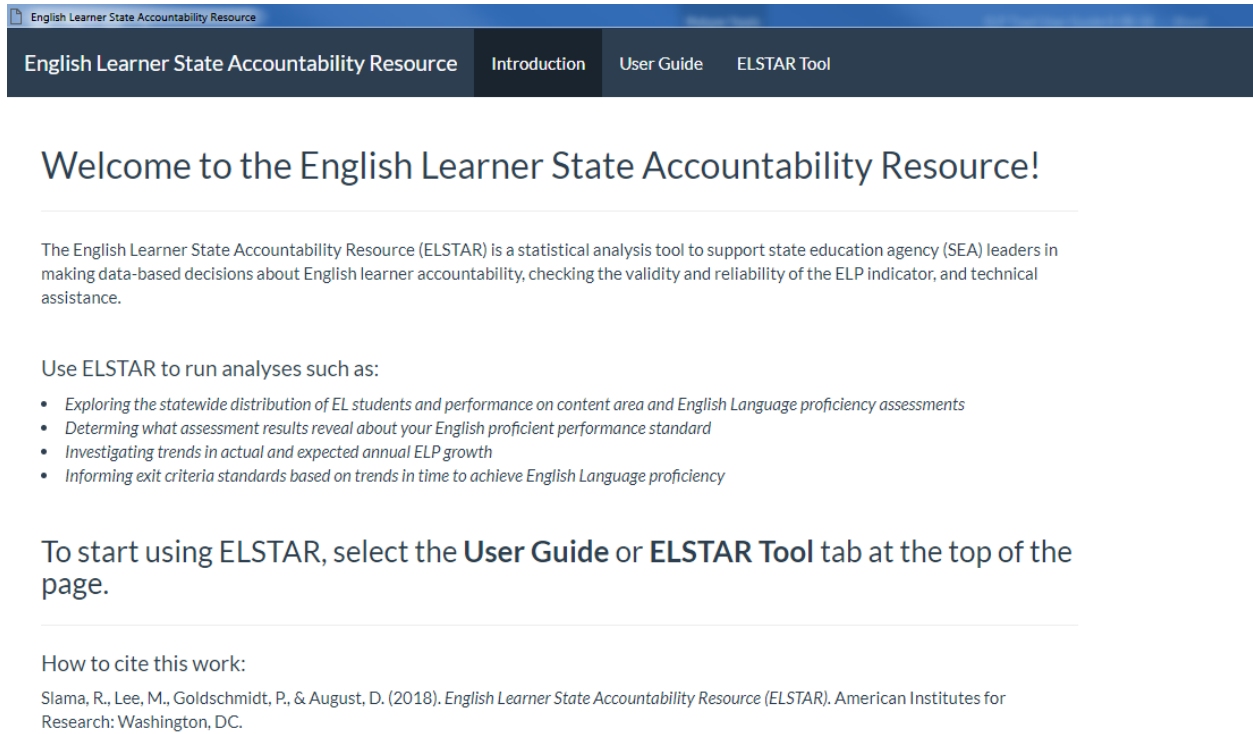 English Learner State Accountability Resource
English Learner State Accountability Resource Introduction User Guide ELSTAR Tool
Welcome to the English Learner State Accountability Resource!
The English Learner State Accountability Resource (ELSTAR) is a statistical analysis tool to support state education agency (SEA) leaders in
making data-based decisions about English learner accountability, checking the validity and reliability of the ELP indicator, and technical
assistance.
Use ELSTAR to run analyses such as:
• Exploring the statewide distribution of EL students and performance on content area and English Language proficiency assessments
• Determing what assessment results reveal about your English proficient performance standard
• Investigating trends in actual and expected annual ELP growth
• Informing exit criteria standards based on trends in time to achieve English Language proficiency
To start using ELSTAR, select the User Guide or ELSTAR Tool tab at the top of the
page.
How to cite this work:
Slama, R., Lee, M., Goldschmidt, P., & August, D. (2018). English Learner State Accountability Resource (ELSTAR). American Institutes for
Research: Washington, DC.